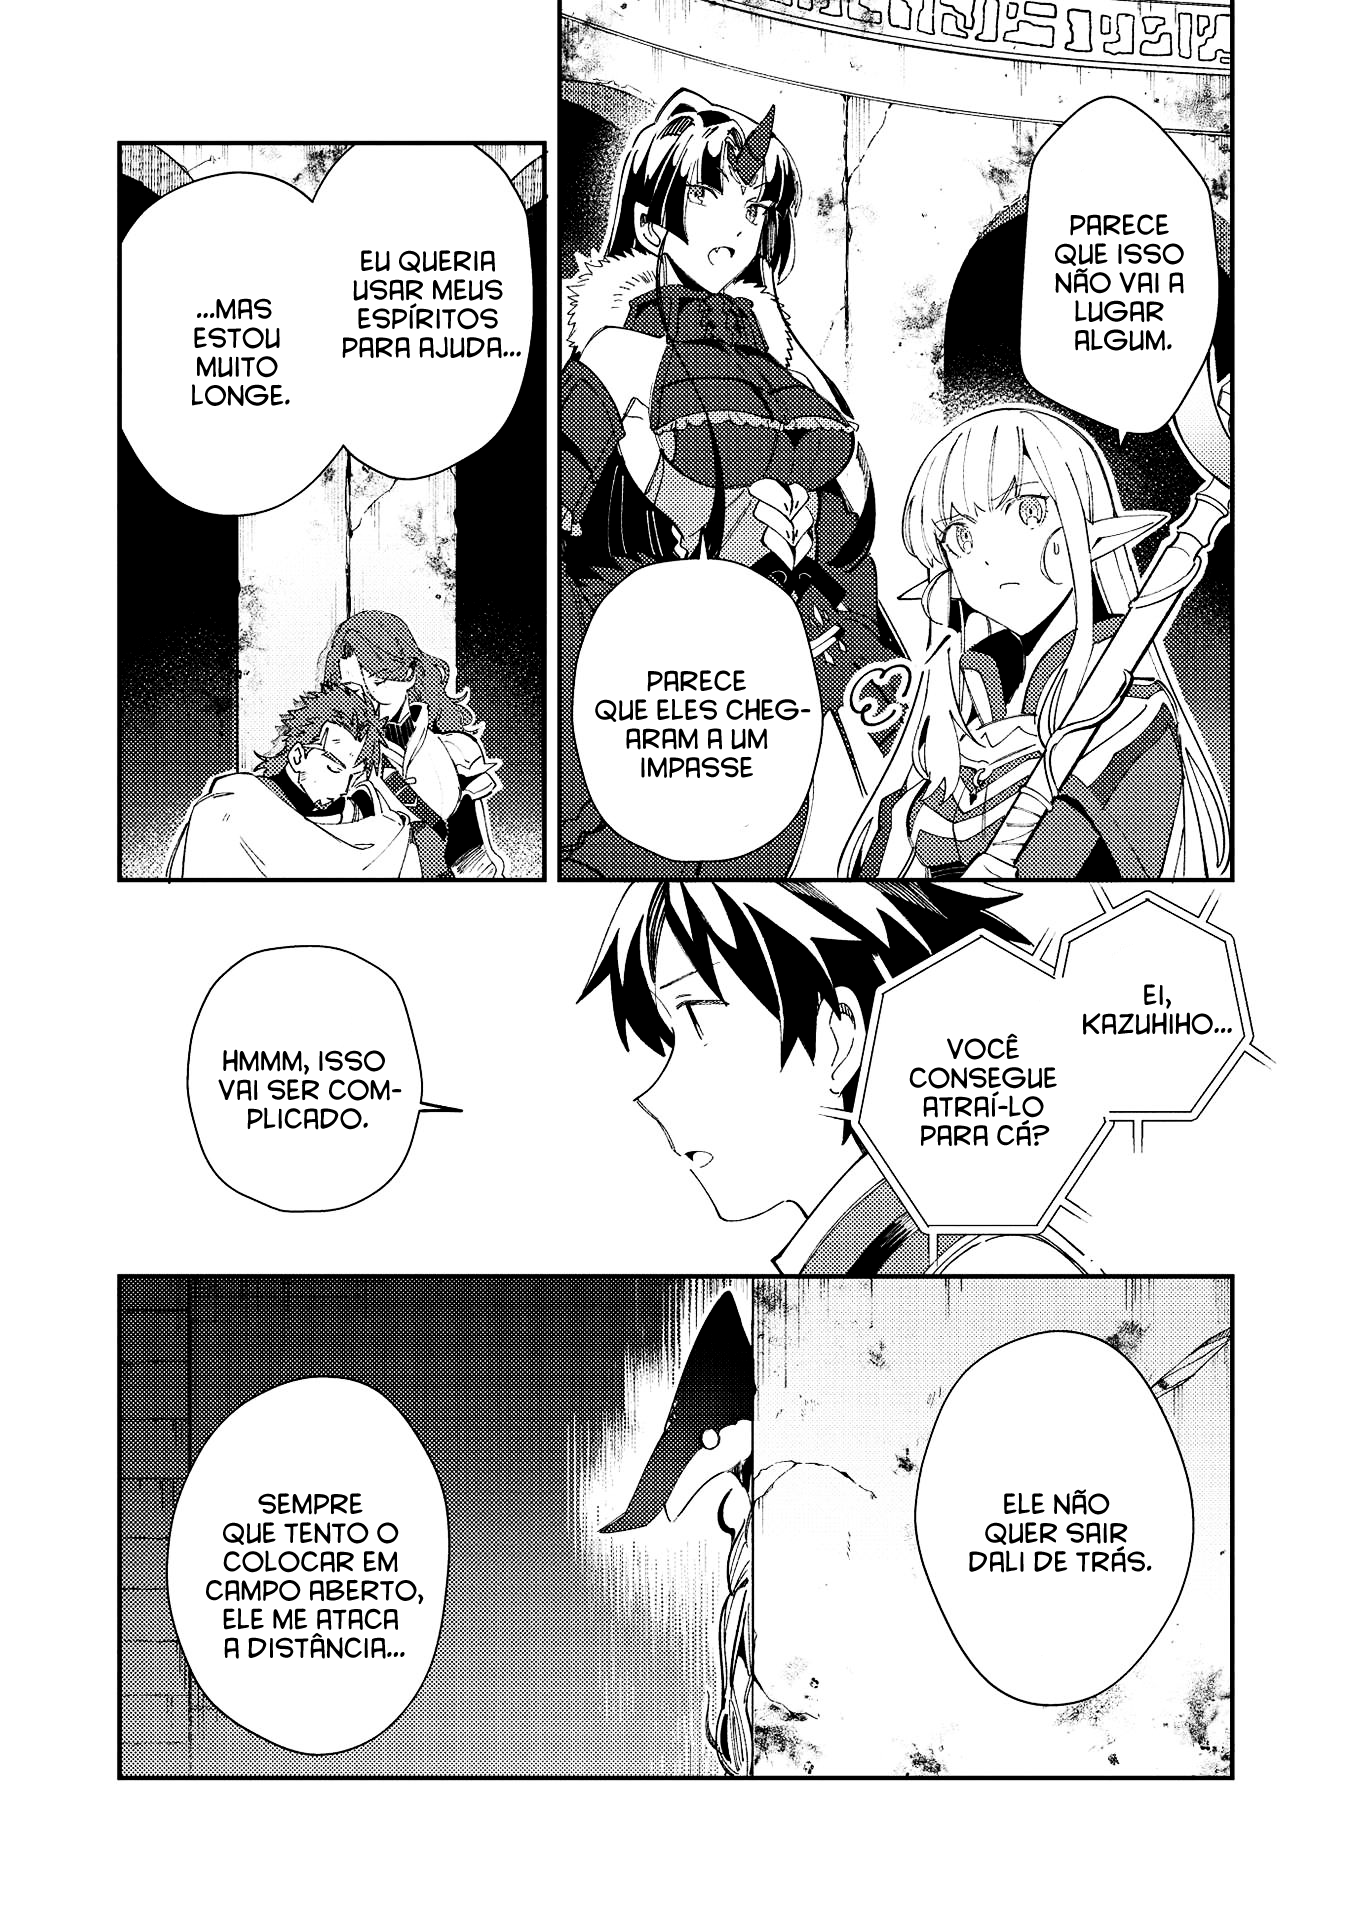 PARECE
QUE ISSO
NÃO VAI A
LUGAR
ALGUM.
PARECE
QUE ELES CHEG-
ARAM A UM
IMPASSE
EU QUERIA
USAR MEUS
ESPÍRITOS
PARA AJUDA...
...MAS
ESTOU
MUITO
LONGE.
EI,
KAZUHIHO...
VOCÊ
CONSEGUE
ATRAÍ-LO
PARA CÁ?
HMMM, ISSO
VAI SER COM-
PLICADO.
ELE NÃO
QUER SAIR
DALI DE TRÁS.
SEMPRE
QUE TENTO O
COLOCAR EM
CAMPO ABERTO,
ELE ME ATACA
A DISTÂNCIA...